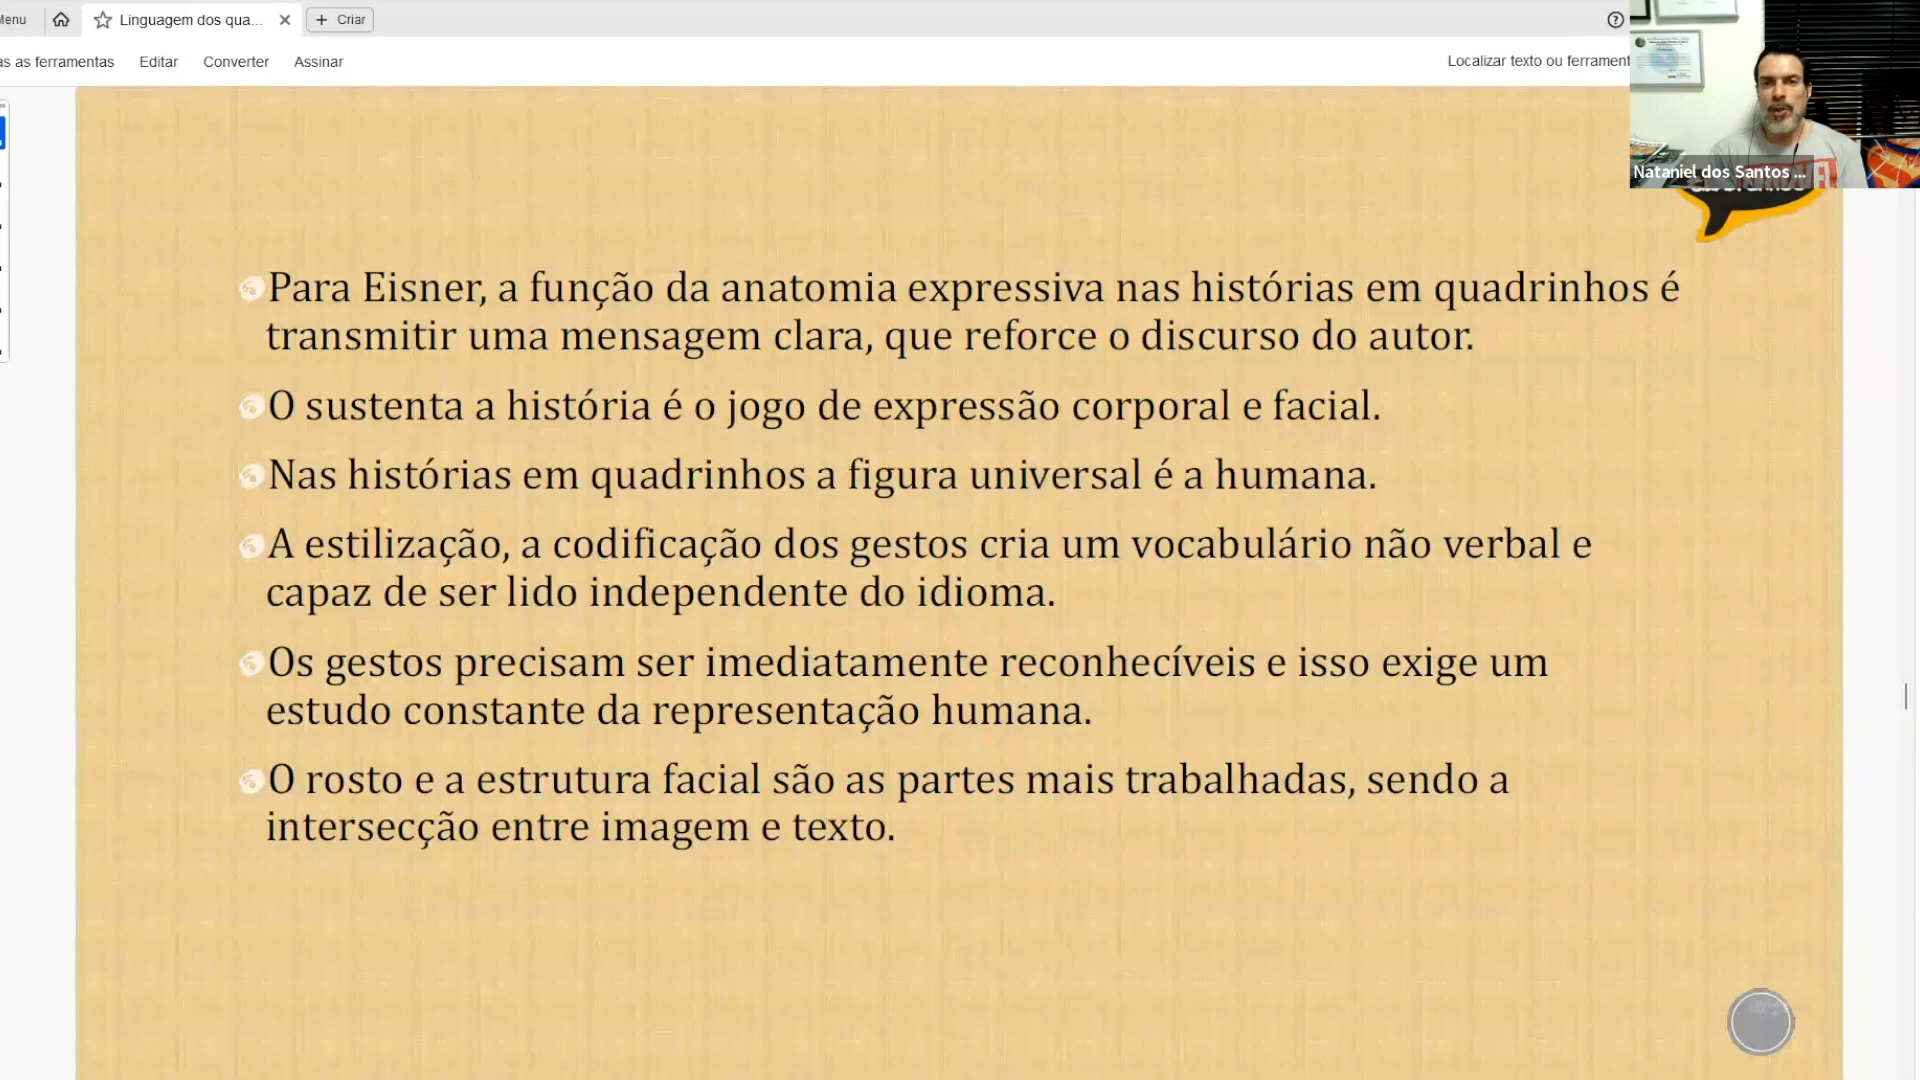 Menu
Linguagem dos qua...
Criar
as as ferramentas
Editar
Converter
Assinar
Localizar texto ou ferrament
Nataniel dos Santos ...
Para Eisner, a função da anatomia expressiva nas histórias em quadrinhos é
transmitir uma mensagem clara, que reforce o discurso do autor.
O sustenta a história é o jogo de expressão corporal e facial.
Nas histórias em quadrinhos a figura universal é a humana.
A estilização, a codificação dos gestos cria um vocabulário não verbal e
capaz de ser lido independente do idioma.
Os gestos precisam ser imediatamente reconhecíveis e isso exige um
estudo constante da representação humana.
O rosto e a estrutura facial são as partes mais trabalhadas, sendo a
intersecção entre imagem e texto.